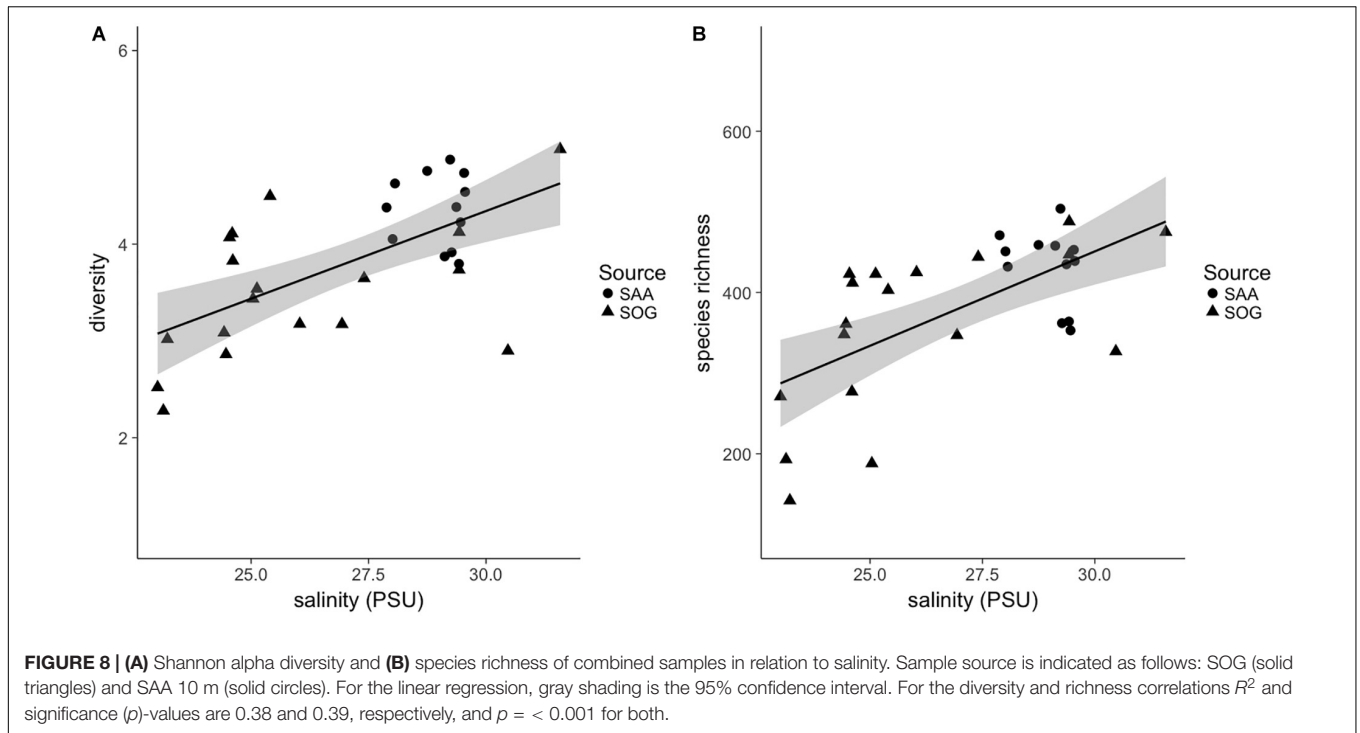 A
6
4
2
diversity
25.0 27.5 30.0
salinity (PSU)
Source
SAA
SOG
B
600
400
200
species richness
25.0 27.5 30.0
salinity (PSU)
Source
SAA
SOG
FIGURE 8 | (A) Shannon alpha diversity and (B) species richness of combined samples in relation to salinity. Sample source is indicated as follows: SOG (solid
triangles) and SAA 10 m (solid circles). For the linear regression, gray shading is the 95% confidence interval. For the diversity and richness correlations R² and
significance (p)-values are 0.38 and 0.39, respectively, and p = < 0.001 for both.